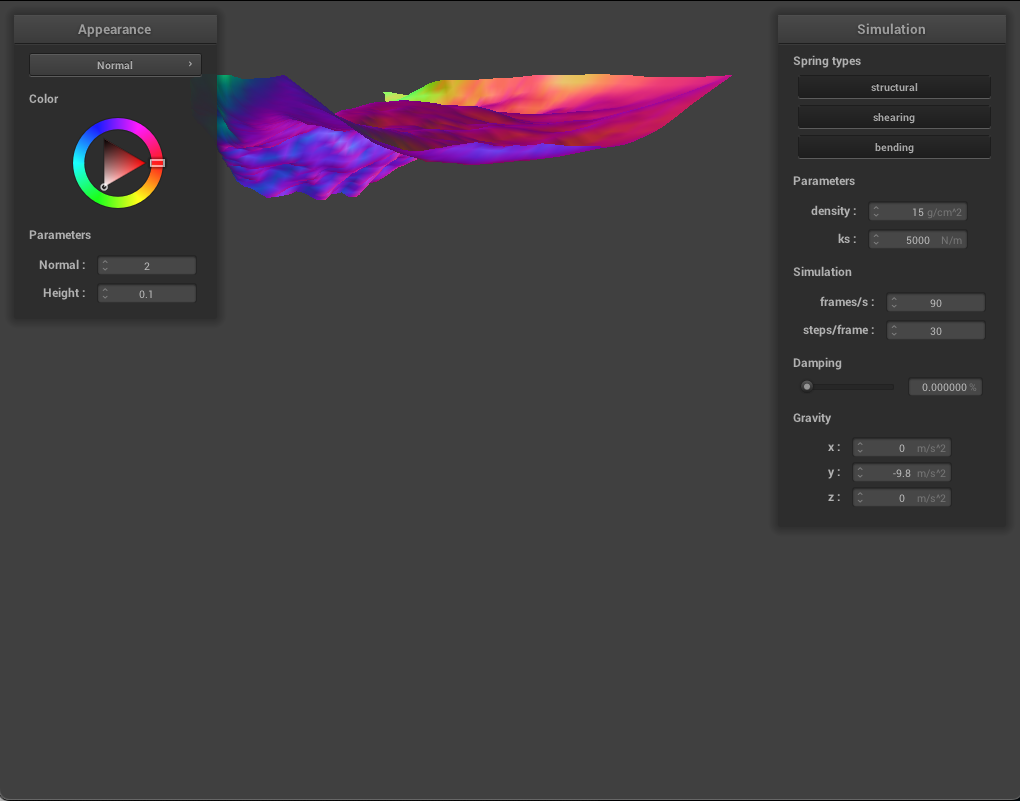 Appearance
Normal
Color
Parameters
Normal : 2
Height : 0.1
Simulation
Spring types
structural
shearing
bending
Parameters
density : 15 g/cm^2
ks : 5000 N/m
Simulation
frames/s : 90
steps/frame : 30
Damping
0.000000 %
Gravity
x : 0 m/s^2
y : -9.8 m/s^2
z : 0 m/s^2